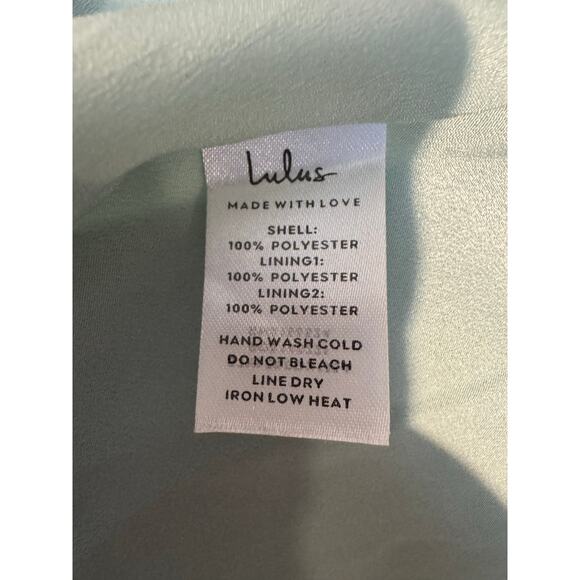 Lulus
MADE WITH LOVE
SHELL:
100% POLYESTER
LINING1:
100% POLYESTER
LINING2:
100% POLYESTER
HAND WASH COLD
DO NOT BLEACH
LINE DRY
IRON LOW HEAT